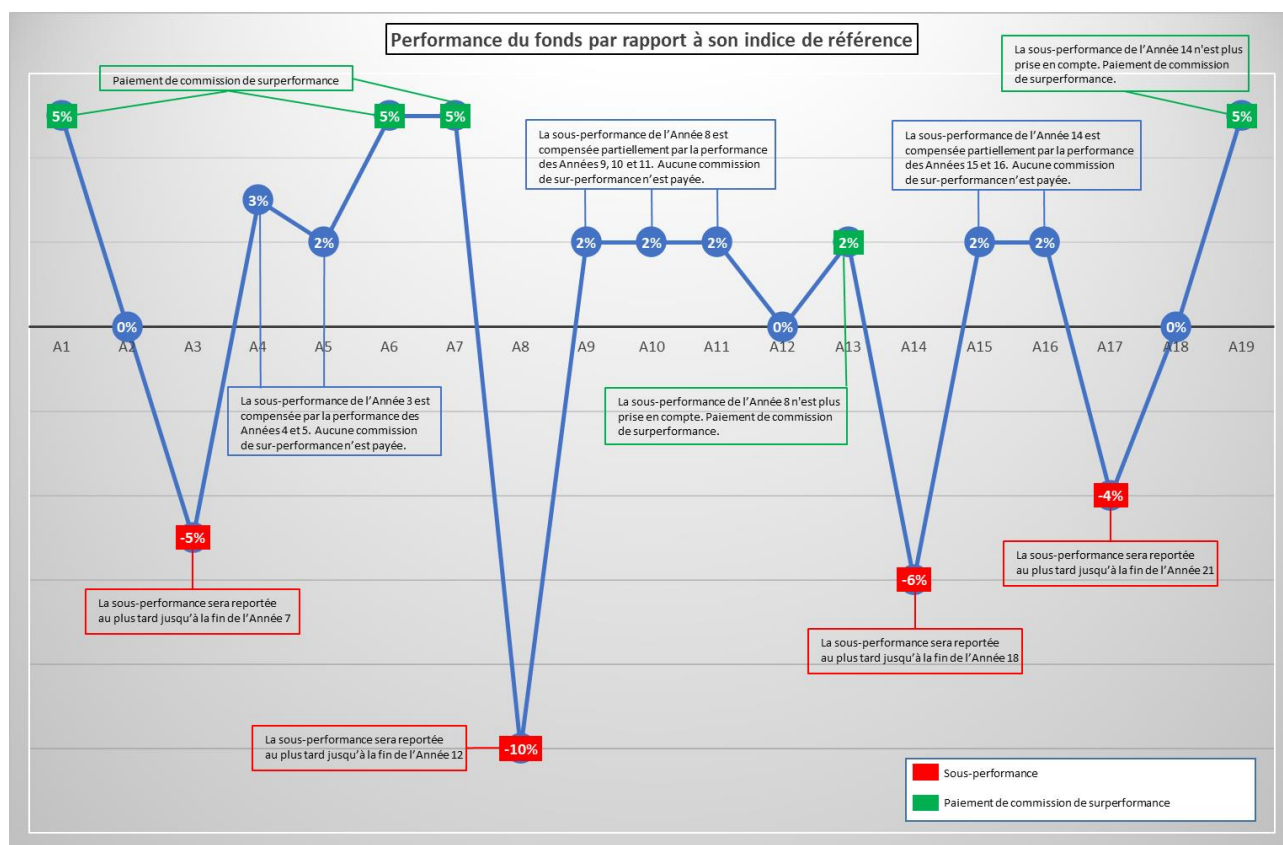 Performance du fonds par rapport à son indice de référence
La sous-performance de l'Année 14 n'est plus
prise en compte. Paiement de commission
de surperformance.
Paiement de commission de surperformance
5%
5%
5%
5%
La sous-performance de l'Année 8 est
compensée partiellement par la performance
des Années 9, 10 et 11. Aucune commission
de sur-performance n'est payée.
La sous-performance de l'Année 14 est
compensée partiellement par la performance
des Années 15 et 16. Aucune commission
de sur-performance n'est payée.
3%
2%
2%
2%
2%
2%
2%
2%
0%
0%
0%
A1
A2
A3
A4
A5
A6
A7
A8
A9
A10
A11
A12
A13
A14
A15
A16
A17
A18
A19
La sous-performance de l'Année 3 est
compensée par la performance des
Années 4 et 5. Aucune commission
de sur-performance n'est payée.
La sous-performance de l'Année 8 n'est plus
prise en compte. Paiement de commission
de surperformance.
-4%
-5%
La sous-performance sera reportée
au plus tard jusqu'à la fin de l'Année 21
-6%
La sous-performance sera reportée
au plus tard jusqu'à la fin de l'Année 7
La sous-performance sera reportée
au plus tard jusqu'à la fin de l'Année 18
La sous-performance sera reportée
au plus tard jusqu'à la fin de l'Année 12
-10%
Sous-performance
Paiement de commission de surperformance